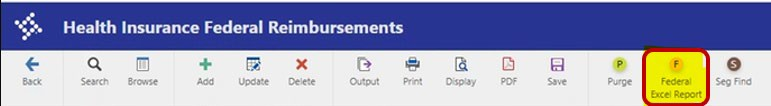 Health Insurance Federal Reimbursements
Back Search Browse Add Update Delete Output Print Display PDF Save P Purge F Federal Excel Report S Seg Find